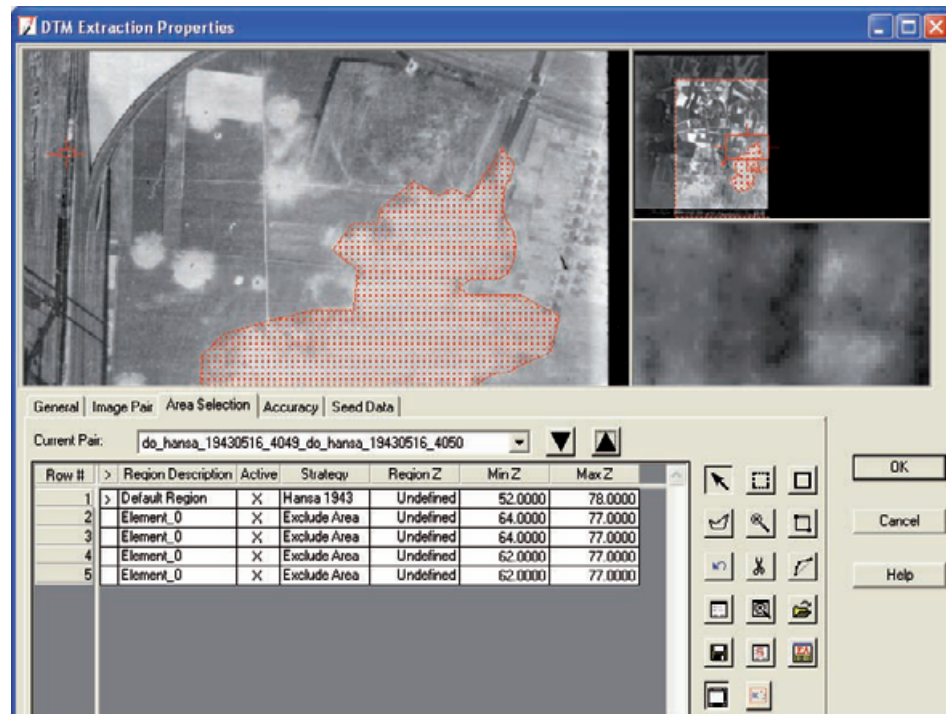 DTM Extraction Properties
General Image Pair Area Selection Accuracy Seed Data
Current Pair: do_hansa_19430516_4049_do_hansa_19430516_4050
OK
Cancel
Help
Row # > Region Description Active Strategy Region Z Min Z Max Z
1 > Default Region X Hansa 1943 Undefined 52.0000 78.0000
2 Element_0 X Exclude Area Undefined 64.0000 77.0000
3 Element_0 X Exclude Area Undefined 64.0000 77.0000
4 Element_0 X Exclude Area Undefined 62.0000 77.0000
5 Element_0 X Exclude Area Undefined 62.0000 77.0000